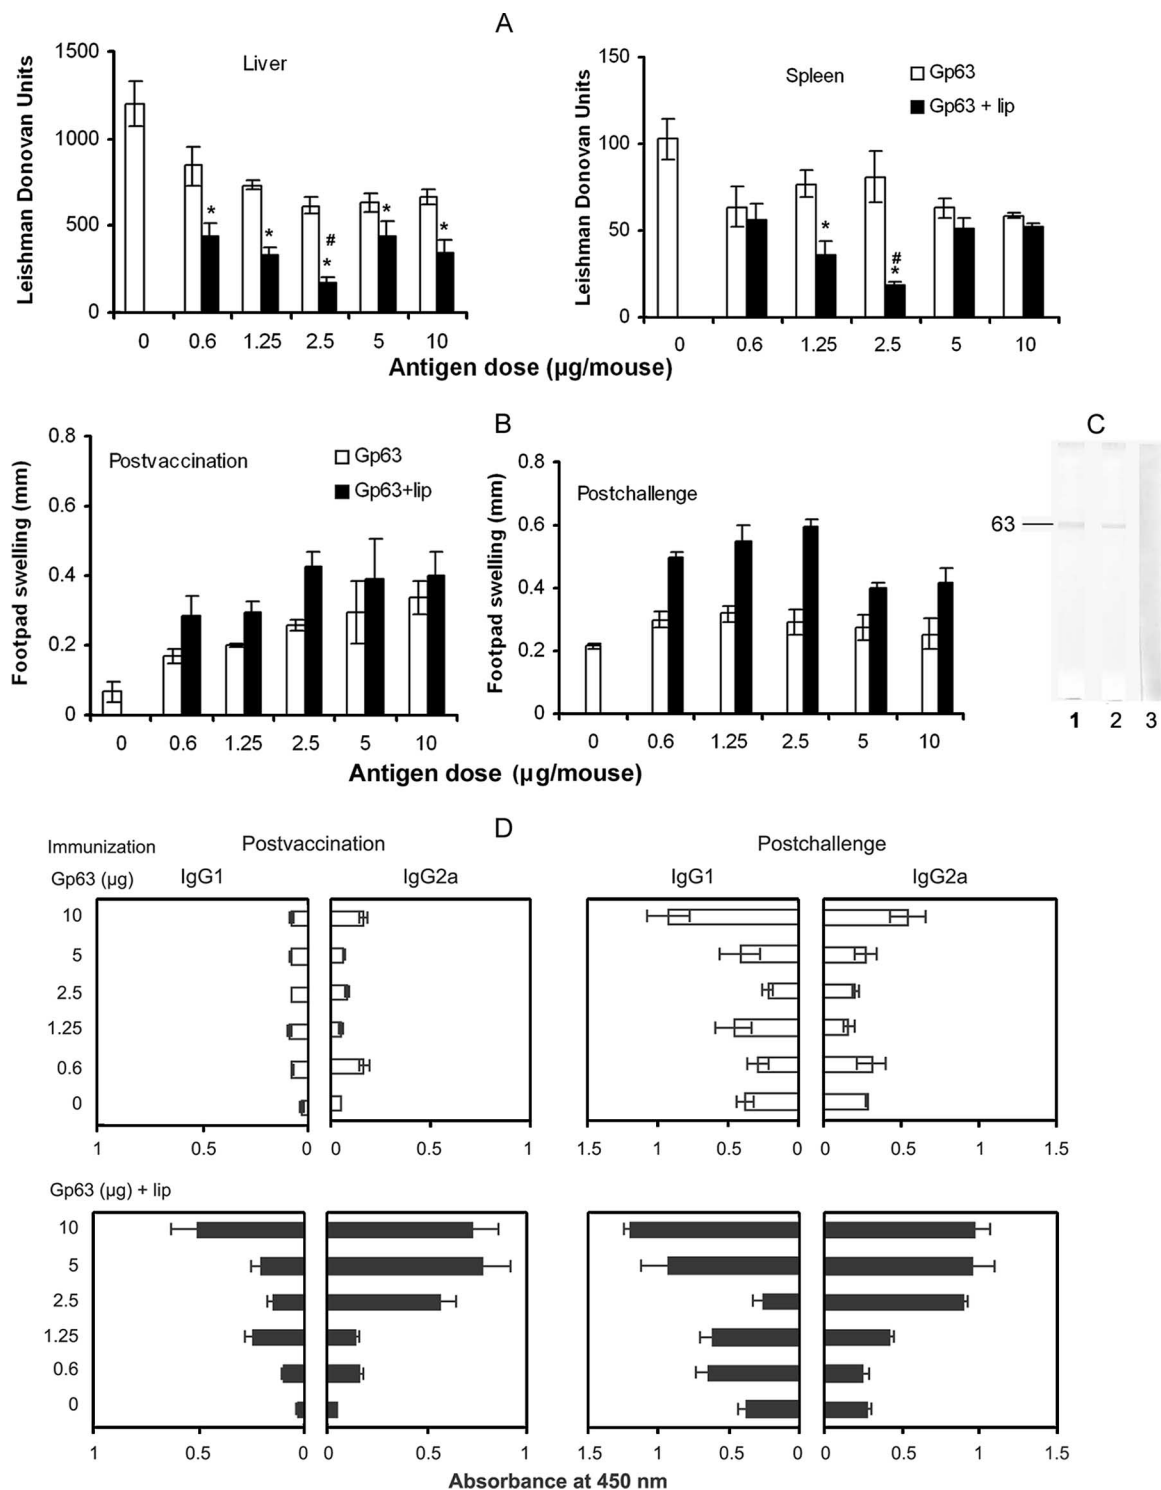 A
Liver
Leishman Donovan Units
1500
1000
500
0
*
*
#
*
*
*
0 0.6 1.25 2.5 5 10
Spleen
Gp63
Gp63 + lip
Leishman Donovan Units
150
100
50
0
*
#
*
0 0.6 1.25 2.5 5 10
Antigen dose (µg/mouse)
B
Postvaccination
Gp63
Gp63+lip
Footpad swelling (mm)
0.8
0.6
0.4
0.2
0
0 0.6 1.25 2.5 5 10
Postchallenge
Footpad swelling (mm)
0.8
0.6
0.4
0.2
0
0 0.6 1.25 2.5 5 10
Antigen dose (µg/mouse)
C
63
1 2 3
D
Immunization
Gp63 (µg)
Postvaccination
IgG1 IgG2a
Postchallenge
IgG1 IgG2a
10
5
2.5
1.25
0.6
0
1 0.5 0 0 0.5 1
1.5 1 0.5 0 0 0.5 1 1.5
Gp63 (µg) + lip
10
5
2.5
1.25
0.6
0
1 0.5 0 0 0.5 1
1.5 1 0.5 0 0 0.5 1 1.5
Absorbance at 450 nm